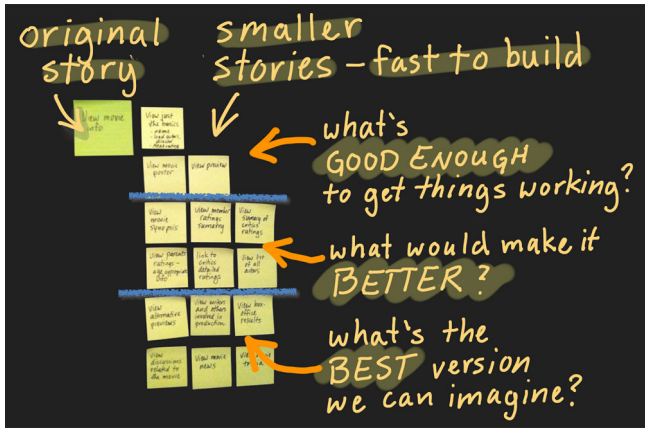 original
story
smaller
stories – fast to build
View movie
info
View just
the basics
- name
director
View movie
poster
View preview
what's
GOOD ENOUGH
to get things working?
View
movie
synopsis
View member
ratings
summary
View
summary of
critics'
ratings
View parents
ratings -
age appropriate
info
link to
critics
detailed
ratings
View list
of all
actors
what would make it
BETTER?
View
alternative
previews
View writers
and others
involved in
production
View box-
office
results
View
discussions
related to
the movie
View movie
news
what's the
BEST version
we can imagine?